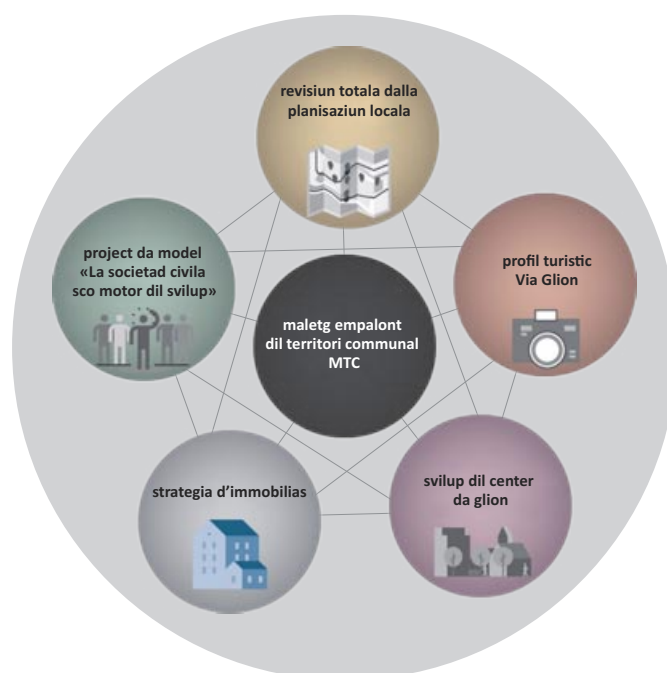 revisiun totala dalla
planisaziun locala
project da model
«La societad civila
sco motor dil svilup»
profil turistic
Via Glion
maletg empalont
dil territori communal
MTC
strategia d'immobilias
svilup dil center
da glion